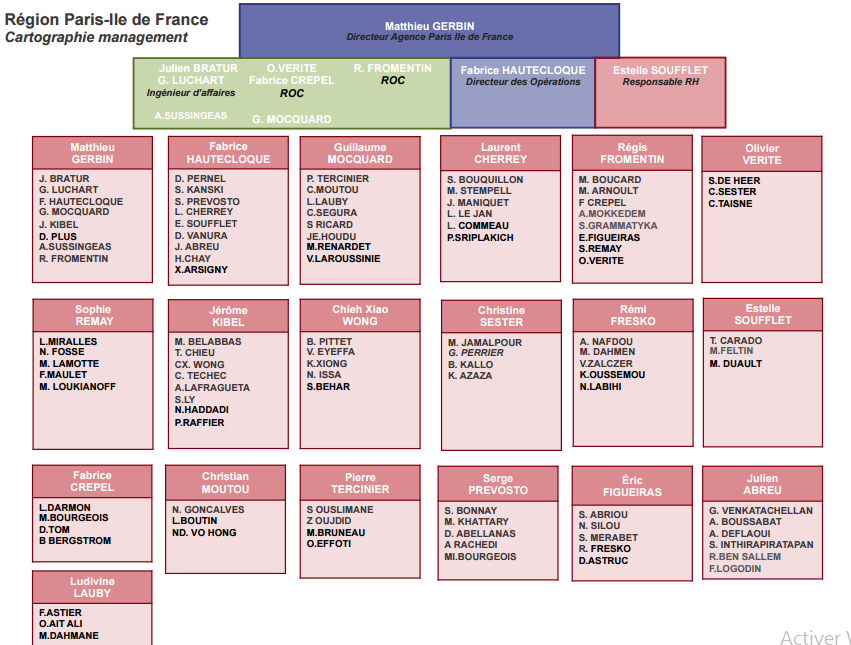 Région Paris-Ile de France
Cartographie management
Matthieu GERBIN
Directeur Agence Paris Ile de France
Julien BRATUR
G. LUCHART
Ingénieur d'affaires
A.SUSSINGEAS
O.VERITE
Fabrice CREPEL
ROC
G. MOCQUARD
R. FROMENTIN
ROC
Fabrice HAUTECLOQUE
Directeur des Opérations
Estelle SOUFFLET
Responsable RH
Matthieu
GERBIN
J. BRATUR
G. LUCHART
F. HAUTECLOQUE
G. MOCQUARD
J. KIBEL
D. PLUS
A.SUSSINGEAS
R. FROMENTIN
Fabrice
HAUTECLOQUE
D. PERNEL
S. KANSKI
S. PREVOSTO
L. CHERREY
E. SOUFFLET
D. VANURA
J. ABREU
H.CHAY
X.ARSIGNY
Guillaume
MOCQUARD
P. TERCINIER
C.MOUTOU
L.LAUBY
C.SEGURA
S RICARD
JE.HOUDU
M.RENARDET
V.LAROUSSINIE
Laurent
CHERREY
S. BOUQUILLON
M. STEMPELL
J. MANIQUET
L. LE JAN
L. COMMEAU
P.SRIPLAKICH
Régis
FROMENTIN
M. BOUCARD
M. ARNOULT
F CREPEL
A.MOKKEDEM
S.GRAMMATYKA
E.FIGUEIRAS
S.REMAY
O.VERITE
Olivier
VERITE
S.DE HEER
C.SESTER
C.TAISNE
Sophie
REMAY
L.MIRALLES
N. FOSSE
M. LAMOTTE
F.MAULET
M. LOUKIANOFF
Jérôme
KIBEL
M. BELABBAS
T. CHIEU
CX. WONG
C. TECHEC
A.LAFRAGUETA
S.LY
N.HADDADI
P.RAFFIER
Chieh Xiao
WONG
B. PITTET
V. EYEFFA
K.XIONG
N. ISSA
S.BEHAR
Christine
SESTER
M. JAMALPOUR
G. PERRIER
B. KALLO
K. AZAZA
Rémi
FRESKO
A. NAFDOU
M. DAHMEN
V.ZALCZER
K.OUSSEMOU
N.LABIHI
Estelle
SOUFFLET
T. CARADO
M.FELTIN
M. DUAULT
Fabrice
CREPEL
L.DARMON
M.BOURGEOIS
D.TOM
B BERGSTROM
Christian
MOUTOU
N. GONCALVES
L.BOUTIN
ND. VO HONG
Pierre
TERCINIER
S OUSLIMANE
Z OUJDID
M.BRUNEAU
O.EFFOTI
Serge
PREVOSTO
S. BONNAY
M. KHATTARY
D. ABELLANAS
A RACHEDI
MI.BOURGEOIS
Éric
FIGUEIRAS
S. ABRIOU
N. SILOU
S. MERABET
R. FRESKO
D.ASTRUC
Julien
ABREU
G. VENKATACHELLAN
A. BOUSSABAT
A. DEFLAOUI
S. INTHIRAPIRATAPAN
R.BEN SALLEM
F.LOGODIN
Ludivine
LAUBY
F.ASTIER
O.AIT ALI
M.DAHMANE
Activer